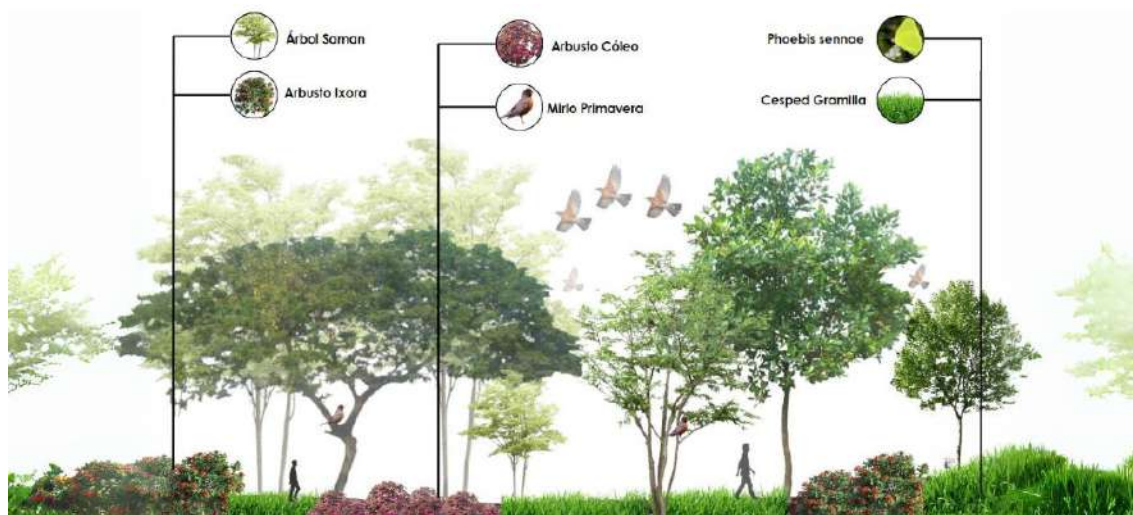 Árbol Saman
Arbusto Ixora
Arbusto Cóleo
Mirlo Primavera
Phoebis sennae
Cesped Gramilla